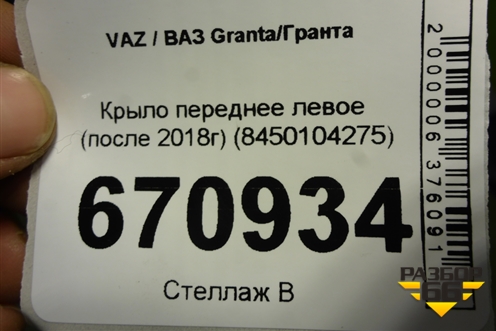 VAZ / ВАЗ Granta/Гранта
Крыло переднее левое
(после 2018г) (8450104275)
670934
Стеллаж В
2000006376091
РАЗБОР
66